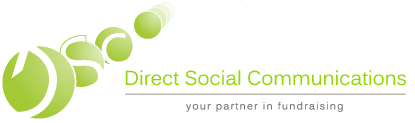 DSC
Direct Social Communications
your partner in fundraising